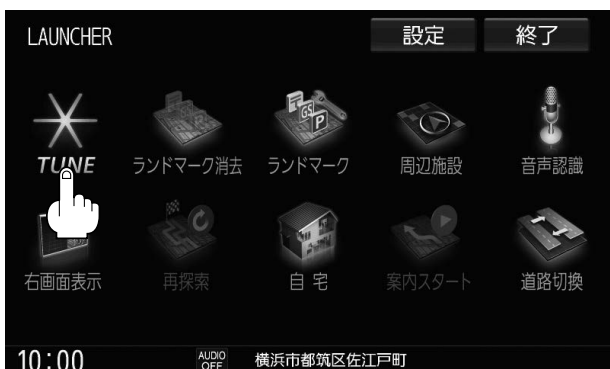 LAUNCHER 設定 終了
TUNE ランドマーク消去 ランドマーク 周辺施設 音声認識
GS P
右画面表示 再探索 自宅 案内スタート 道路切換
10:00 AUDIO OFF 横浜市都筑区佐江戸町